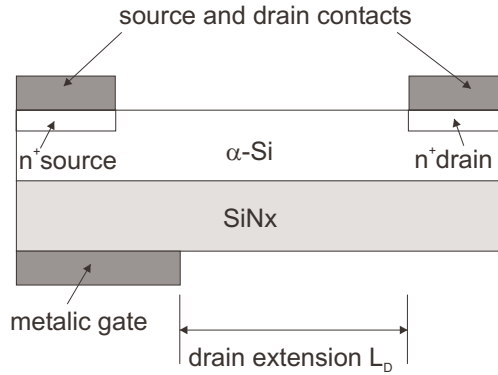 source and drain contacts
n⁺source
α-Si
n⁺drain
SiNx
metalic gate
drain extension L_D